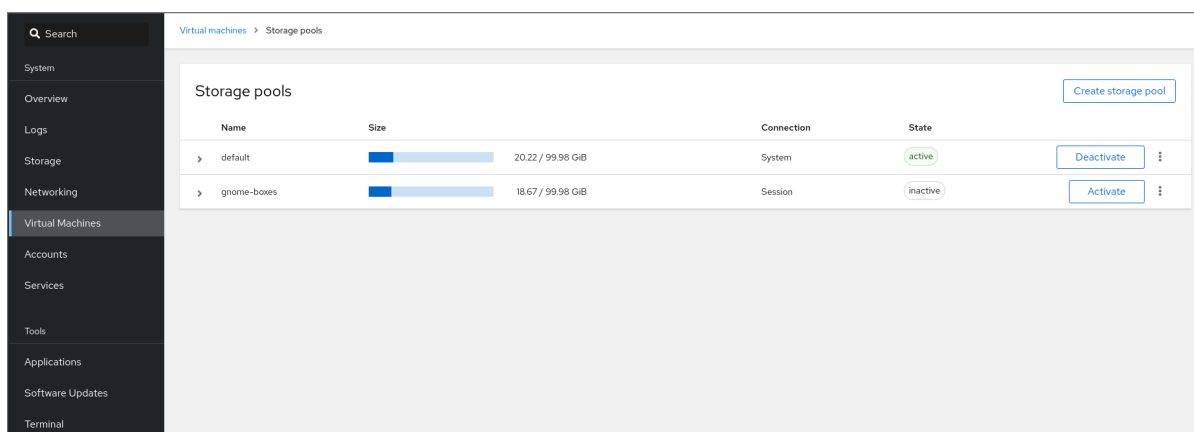 Search
System
Overview
Logs
Storage
Networking
Virtual Machines
Accounts
Services
Tools
Applications
Software Updates
Terminal
Virtual machines > Storage pools
Storage pools
Create storage pool
Name Size Connection State
default 20.22 / 99.98 GiB System active Deactivate
gnome-boxes 18.67 / 99.98 GiB Session inactive Activate